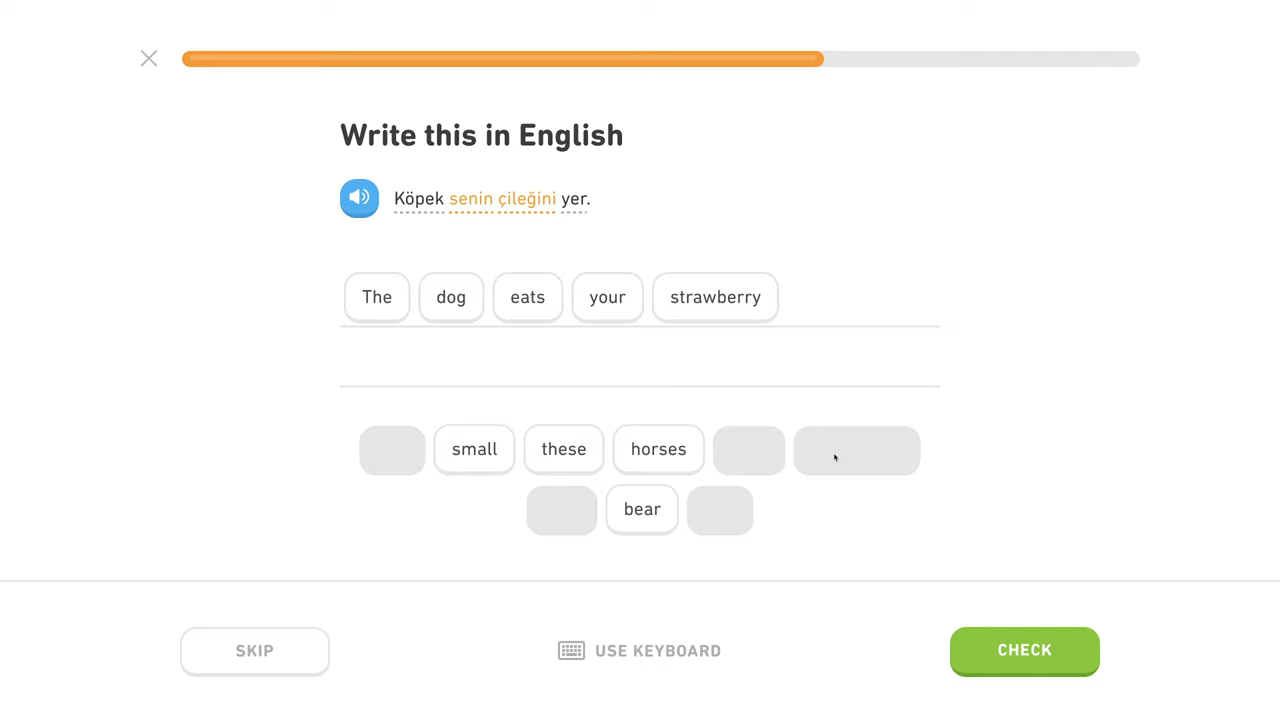 Write this in English
Köpek senin çileğini yer.
The dog eats your strawberry
small these horses
bear
SKIP USE KEYBOARD CHECK